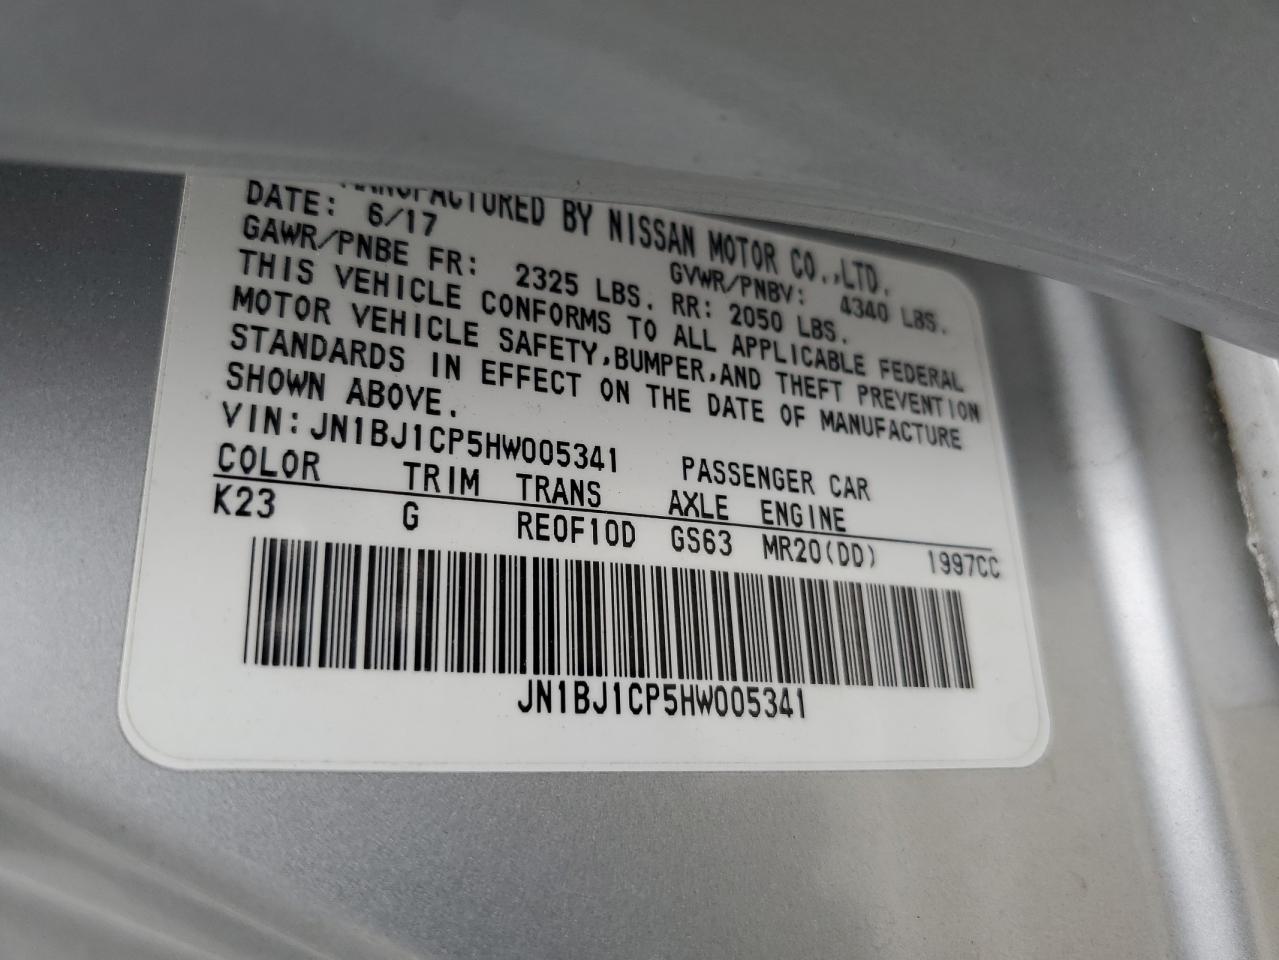 MANUFACTURED BY NISSAN MOTOR CO.,LTD.
DATE: 6/17 GVWR/PNBV: 4340 LBS.
GAWR/PNBE FR: 2325 LBS. RR: 2050 LBS.
THIS VEHICLE CONFORMS TO ALL APPLICABLE FEDERAL
MOTOR VEHICLE SAFETY,BUMPER,AND THEFT PREVENTION
STANDARDS IN EFFECT ON THE DATE OF MANUFACTURE
SHOWN ABOVE.
VIN:JN1BJ1CP5HW005341 PASSENGER CAR
COLOR TRIM TRANS AXLE ENGINE
K23 G RE0F10D GS63 MR20(DD) 1997CC
JN1BJ1CP5HW005341